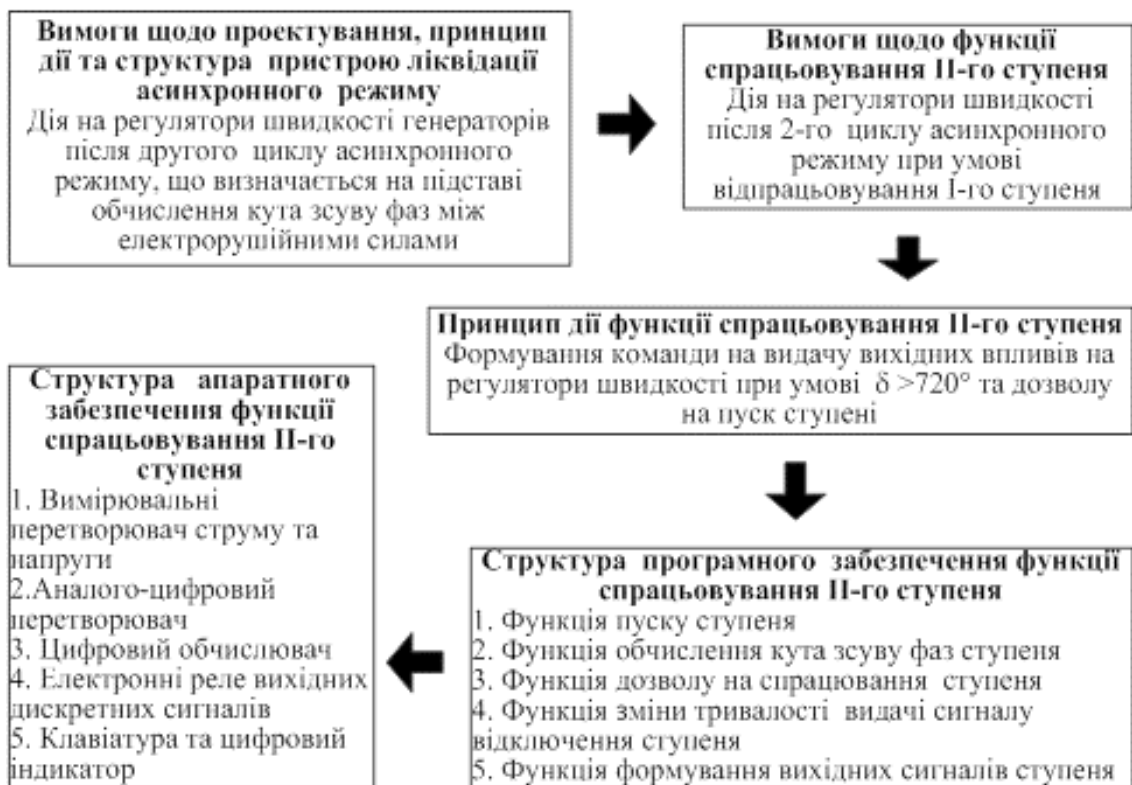 Вимоги щодо проектування, принцип
дії та структура пристрою ліквідації
асинхронного режиму
Дія на регулятори швидкості генераторів
після другого циклу асинхронного
режиму, що визначається на підставі
обчислення кута зсуву фаз між
електрорушійними силами
Вимоги щодо функції
спрацьовування ІІ-го ступеня
Дія на регулятори швидкості
після 2-го циклу асинхронного
режиму при умові
відпрацьовування І-го ступеня
Принцип дії функції спрацьовування ІІ-го ступеня
Формування команди на видачу вихідних впливів на
регулятори швидкості при умові δ >720° та дозволу
на пуск ступені
Структура програмного забезпечення функції
спрацьовування ІІ-го ступеня
1. Функція пуску ступеня
2. Функція обчислення кута зсуву фаз ступеня
3. Функція дозволу на спрацювання ступеня
4. Функція зміни тривалості видачі сигналу
відключення ступеня
5. Функція формування вихідних сигналів ступеня
Структура апаратного
забезпечення функції
спрацьовування ІІ-го
ступеня
1. Вимірювальні
перетворювач струму та
напруги
2.Аналого-цифровий
перетворювач
3. Цифровий обчислювач
4. Електронні реле вихідних
дискретних сигналів
5. Клавіатура та цифровий
індикатор